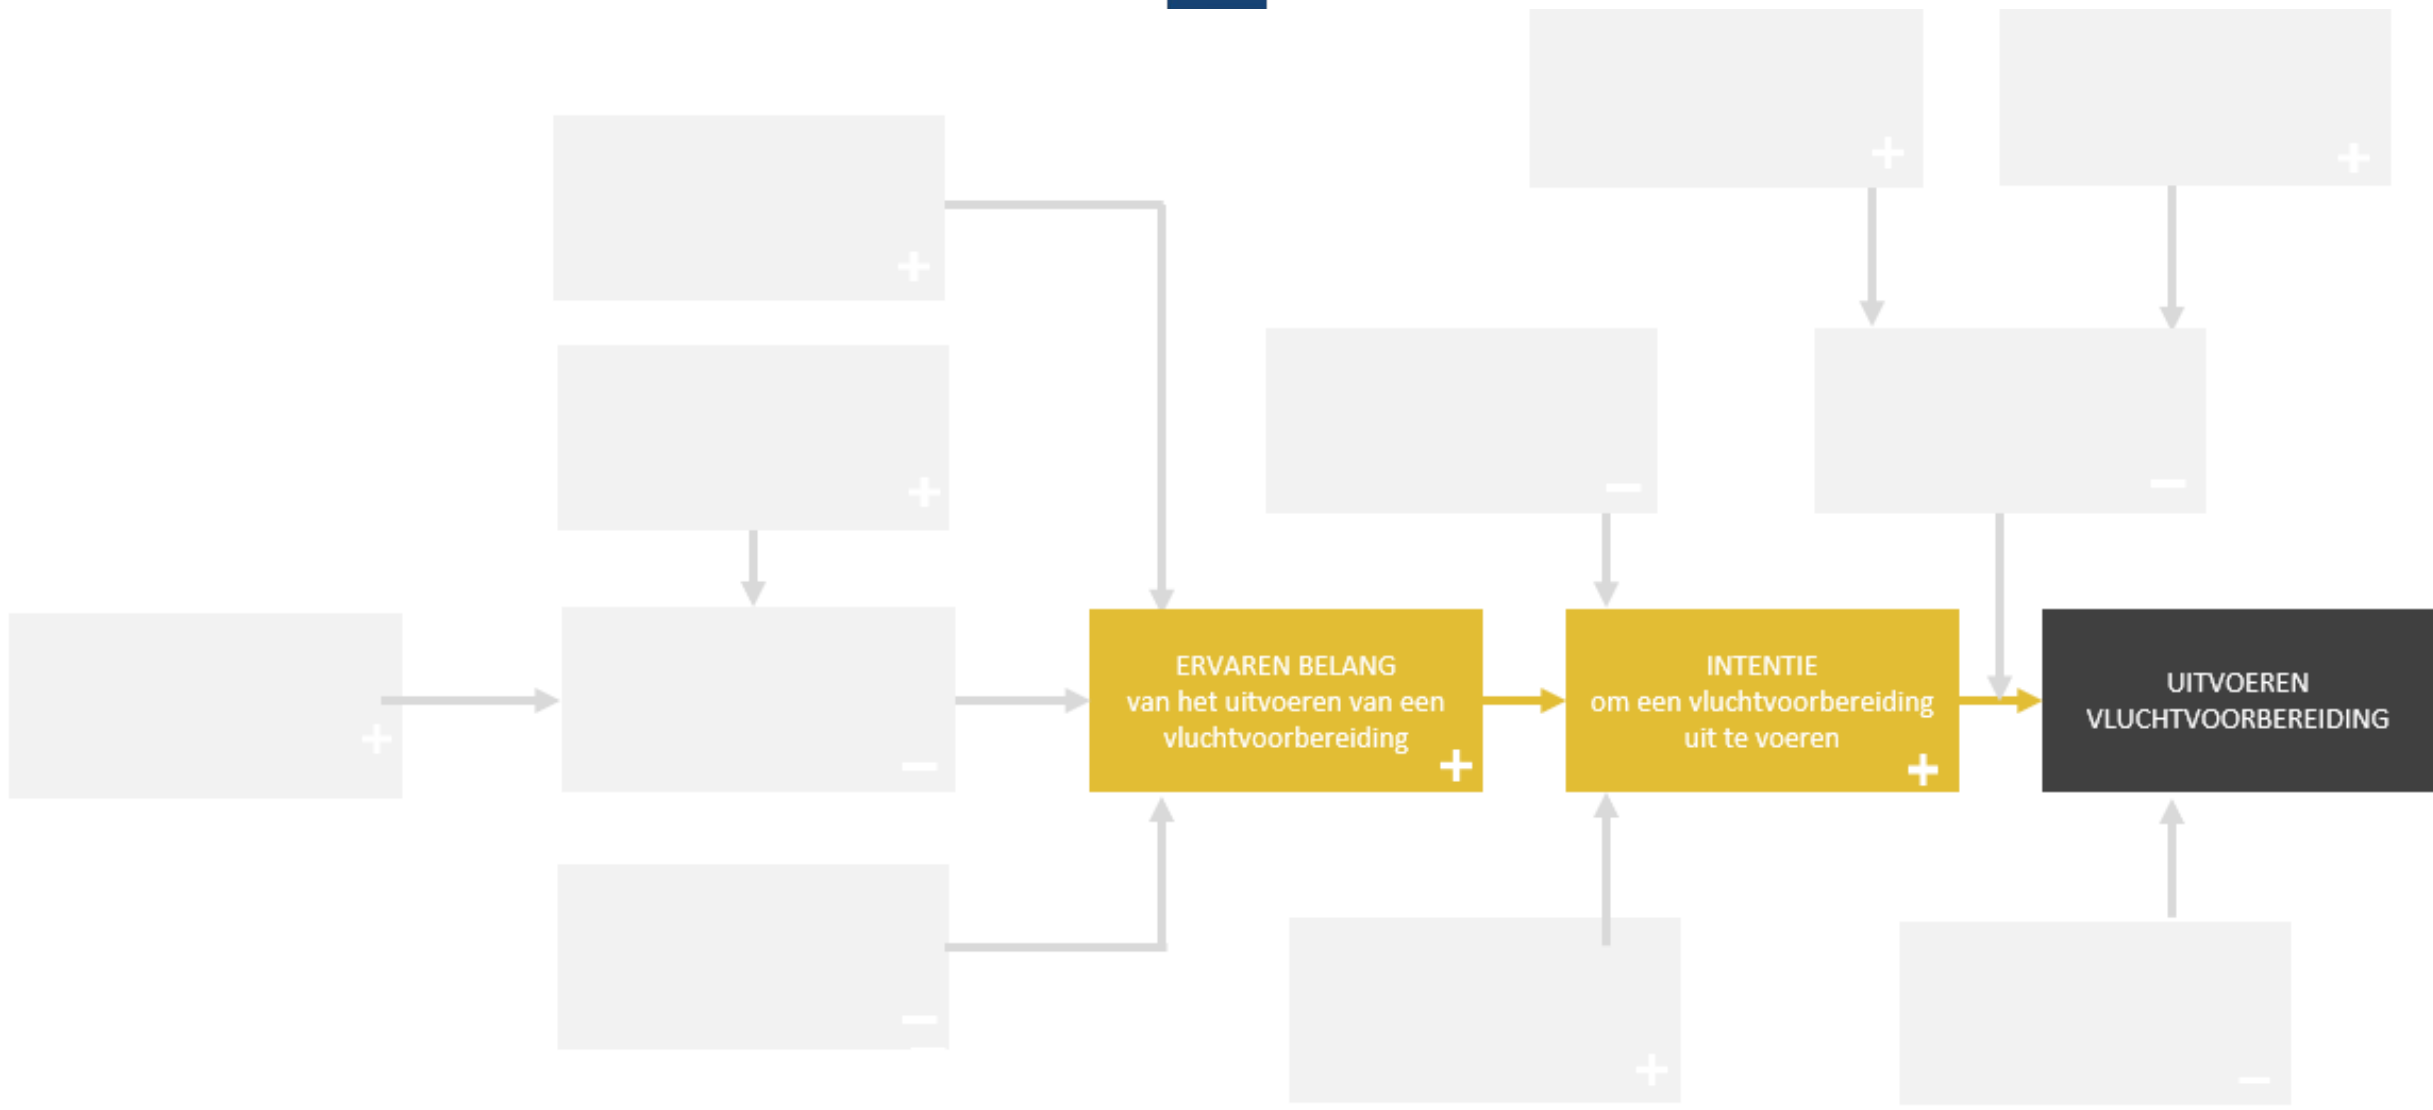 +
+
+
+
−
−
+
−
ERVAREN BELANG
van het uitvoeren van een
vluchtvoorbereiding
+
INTENTIE
om een vluchtvoorbereiding
uit te voeren
+
UITVOEREN
VLUCHTVOORBEREIDING
−
+
−